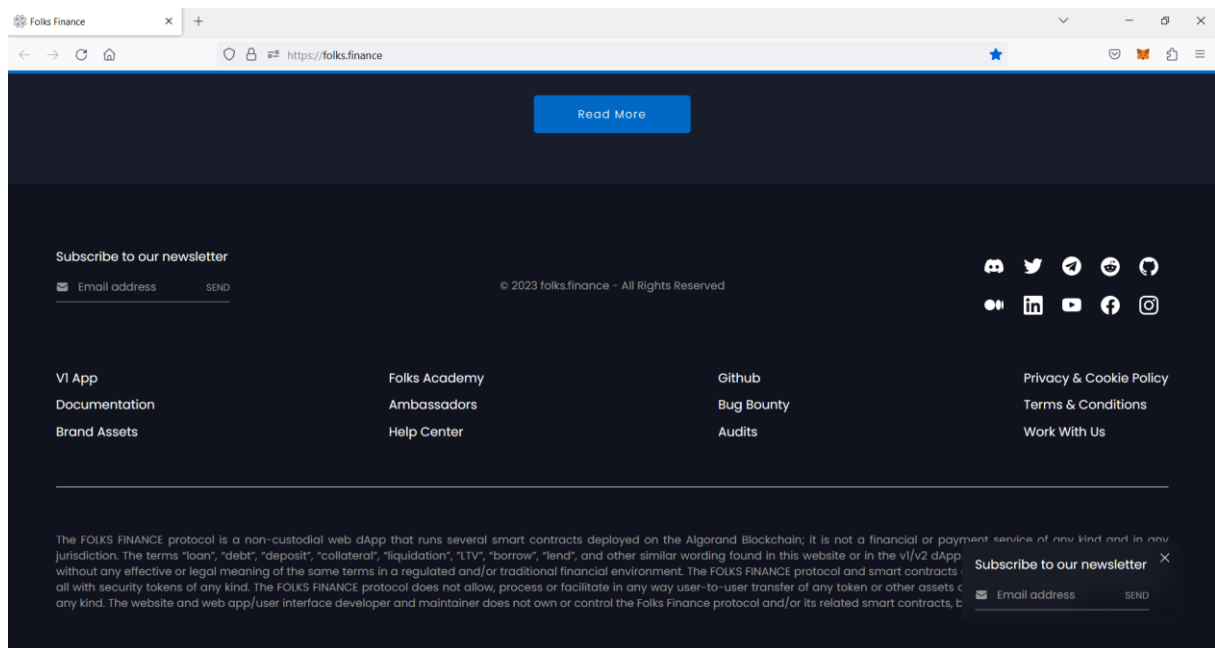 Folks Finance
https://folks.finance
Read More
Subscribe to our newsletter
Email address SEND
© 2023 folks.finance - All Rights Reserved
V1 App
Documentation
Brand Assets
Folks Academy
Ambassadors
Help Center
Github
Bug Bounty
Audits
Privacy & Cookie Policy
Terms & Conditions
Work With Us
The FOLKS FINANCE protocol is a non-custodial web dApp that runs several smart contracts deployed on the Algorand Blockchain; it is not a financial or payment service of any kind and in any
jurisdiction. The terms “loan”, “debt”, “deposit”, “collateral”, “liquidation”, “LTV”, “borrow”, “lend”, and other similar wording found in this website or in the v1/v2 dApp
without any effective or legal meaning of the same terms in a regulated and/or traditional financial environment. The FOLKS FINANCE protocol and smart contracts
all with security tokens of any kind. The FOLKS FINANCE protocol does not allow, process or facilitate in any way user-to-user transfer of any token or other assets
any kind. The website and web app/user interface developer and maintainer does not own or control the Folks Finance protocol and/or its related smart contracts,
Subscribe to our newsletter
Email address SEND